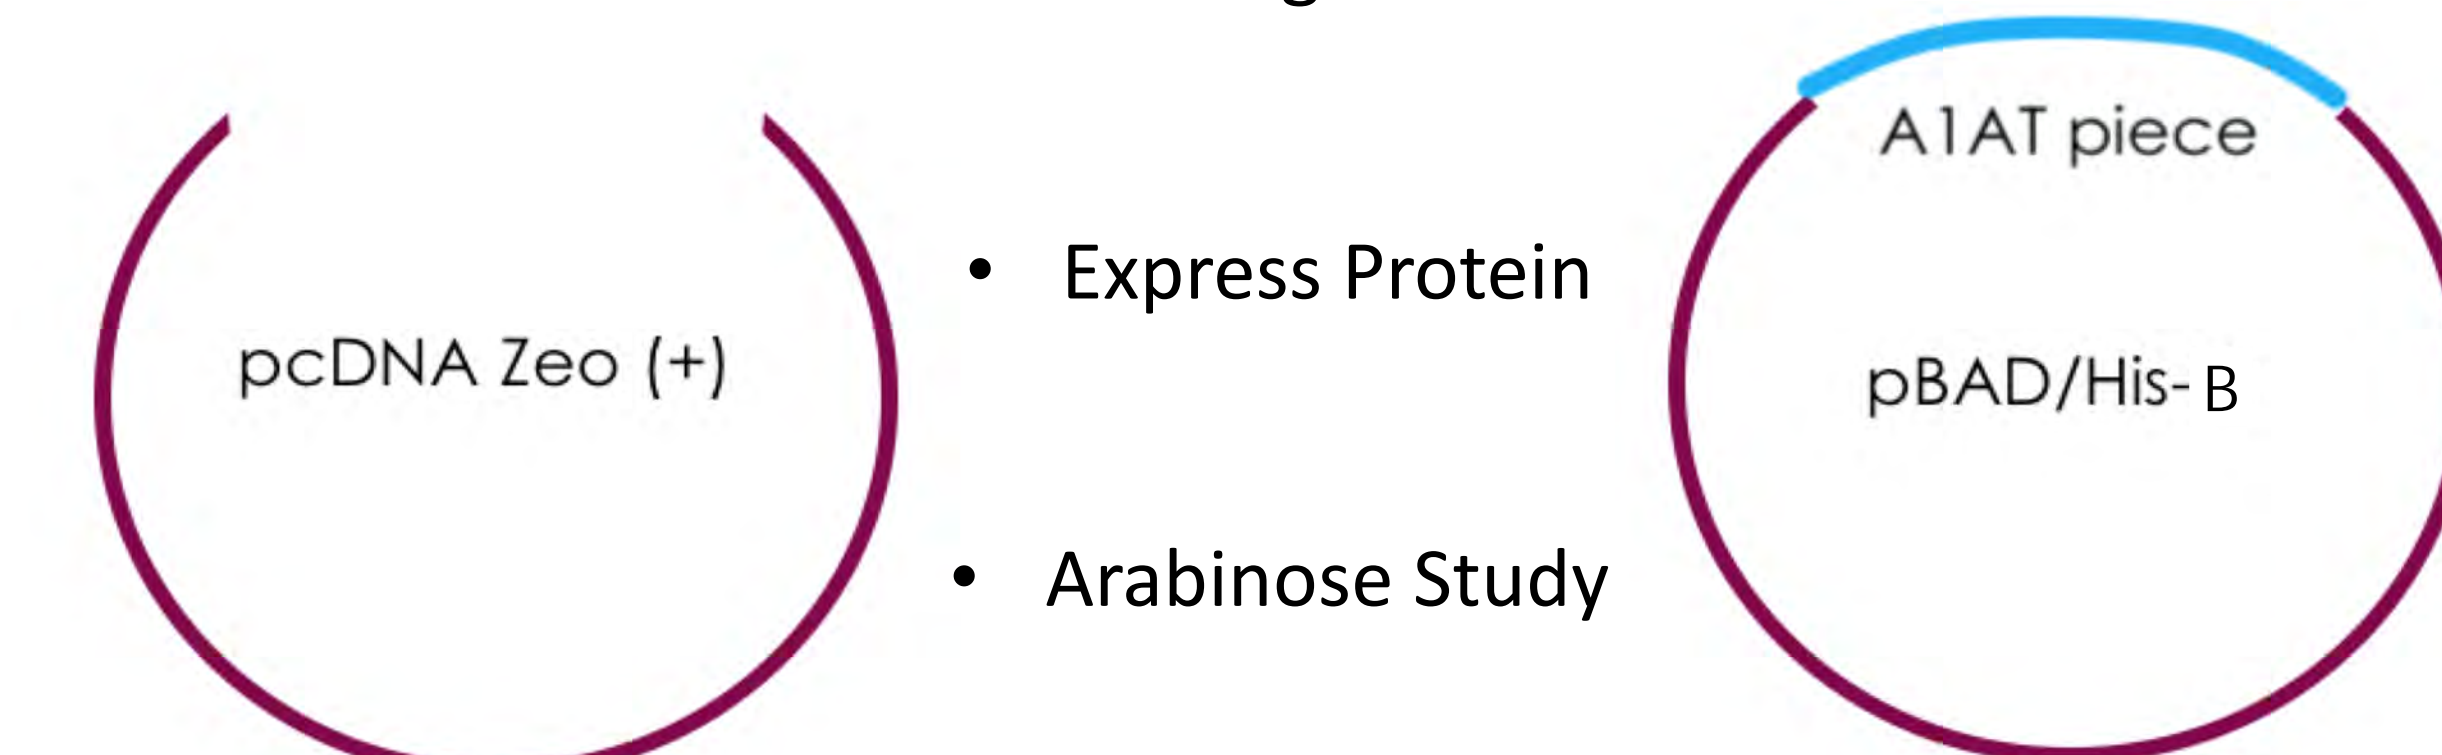 A1AT piece
• Express Protein
pcDNA Zeo (+)
pBAD/His-B
• Arabinose Study